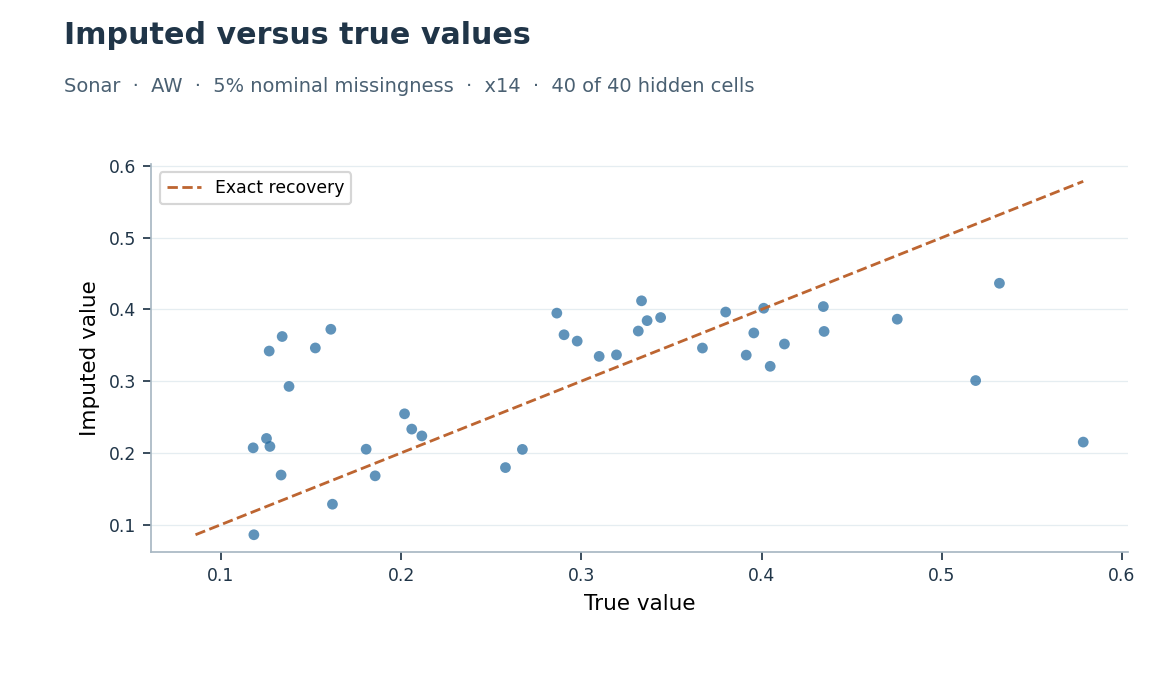 Imputed versus true values
Sonar · AW · 5% nominal missingness · x14 · 40 of 40 hidden cells
0.6
Exact recovery
0.5
0.4
0.3
0.2
0.1
Imputed value
0.1 0.2 0.3 0.4 0.5 0.6
True value